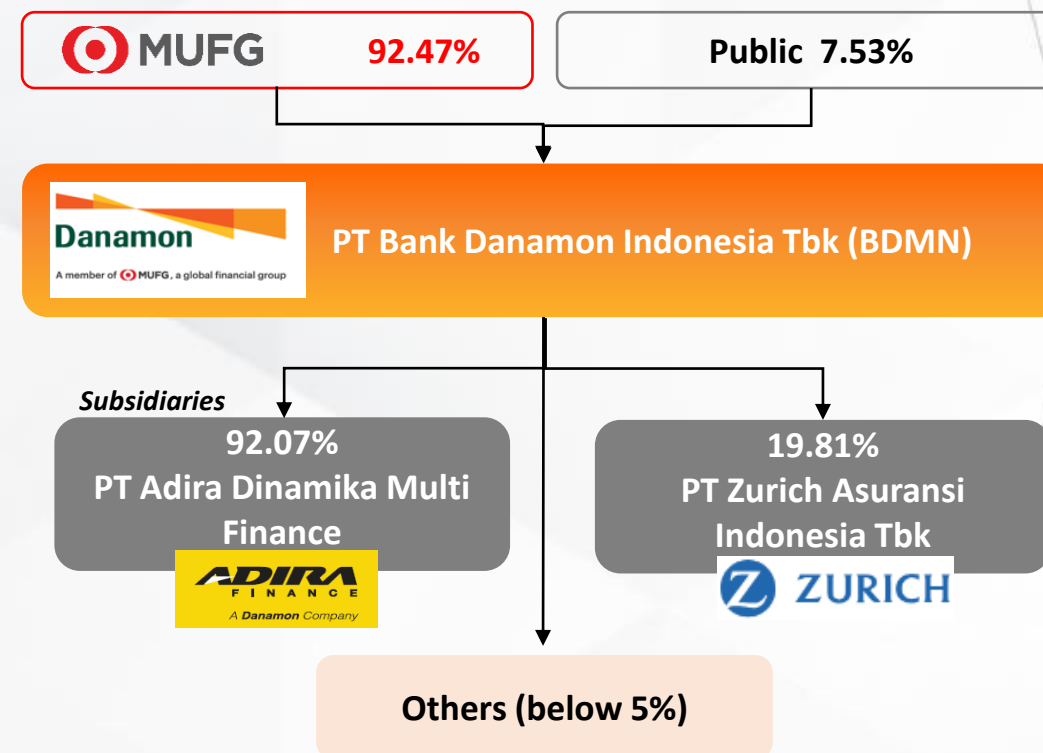 MUFG 92.47%
Public 7.53%
Danamon
A member of MUFG, a global financial group
PT Bank Danamon Indonesia Tbk (BDMN)
Subsidiaries
92.07%
PT Adira Dinamika Multi
Finance
ADIRA
FINANCE
A Danamon Company
19.81%
PT Zurich Asuransi
Indonesia Tbk
Z ZURICH
Others (below 5%)